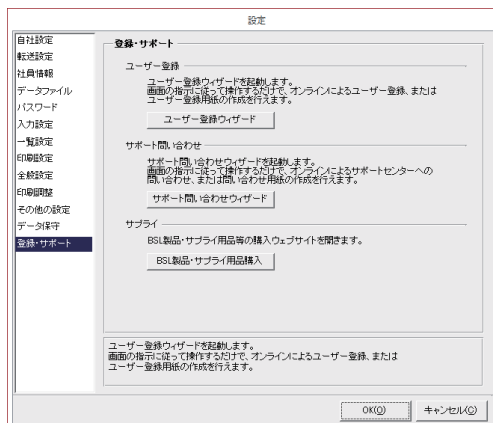 設定
自社設定
転送設定
社員情報
データファイル
パスワード
入力設定
一覧設定
印刷設定
全般設定
印刷調整
その他の設定
データ保守
登録・サポート
登録・サポート
ユーザー登録
ユーザー登録ウィザードを起動します。
画面の指示に従って操作するだけで、オンラインによるユーザー登録、または
ユーザー登録用紙の作成を行えます。
ユーザー登録ウィザード
サポート問い合わせ
サポート問い合わせウィザードを起動します。
画面の指示に従って操作するだけで、オンラインによるサポートセンターへの
問い合わせ、または問い合わせ用紙の作成を行えます。
サポート問い合わせウィザード
サプライ
BSL製品・サプライ用品等の購入ウェブサイトを開きます。
BSL製品・サプライ用品購入
ユーザー登録ウィザードを起動します。
画面の指示に従って操作するだけで、オンラインによるユーザー登録、または
ユーザー登録用紙の作成を行えます。
OK(O) キャンセル(C)